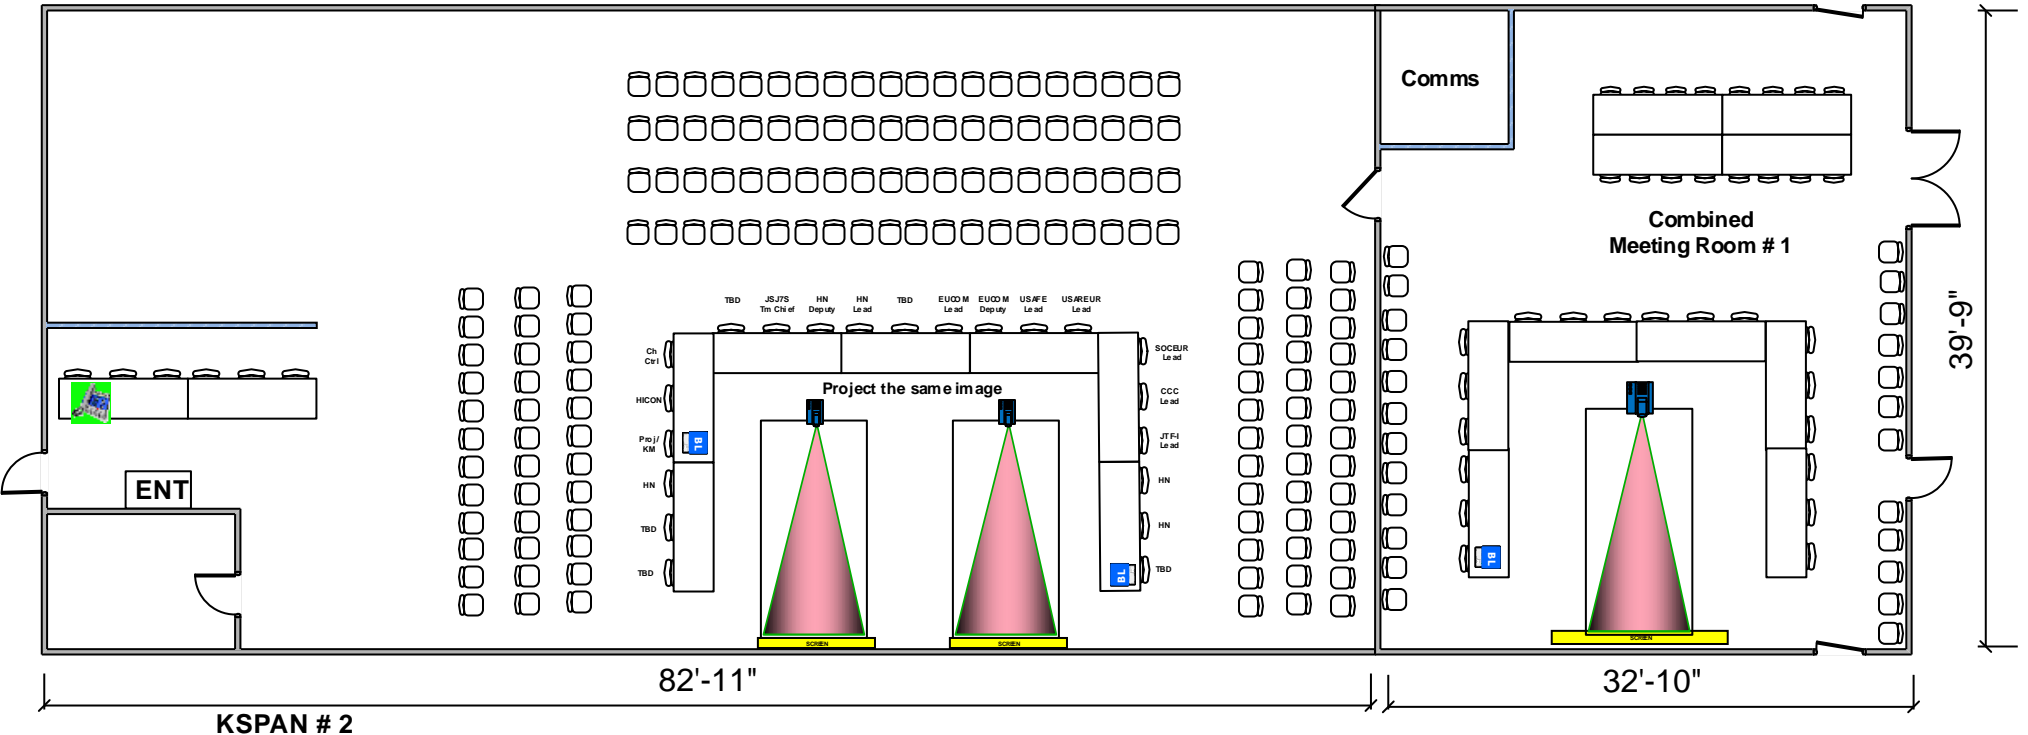 Comms
Combined
Meeting Room # 1
TBD
JSJ7S
Tm Chief
HN
Deputy
HN
Lead
TBD
EUCOM
Lead
EUCOM
Deputy
USAFE
Lead
USAREUR
Lead
Ch
Ctrl
HICON
Proj/
KM
HN
TBD
TBD
SOCEUR
Lead
CCC
Lead
JTF-I
Lead
HN
HN
TBD
Project the same image
BL
BL
BL
ENT
SCREEN
SCREEN
SCREEN
39'-9"
82'-11"
32'-10"
KSPAN # 2